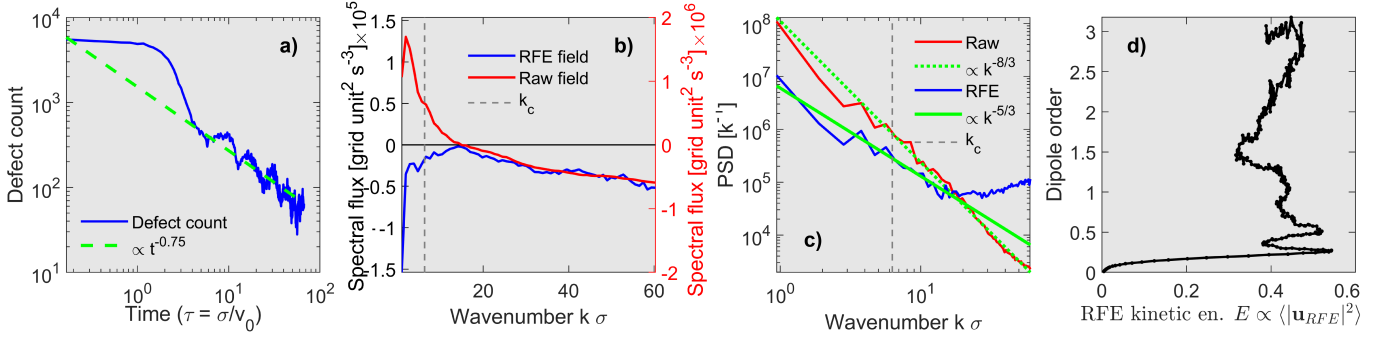 a)
Defect count
10^4
10^3
10^2
10^1
Defect count
∝ t^-0.75
10^0
10^1
10^2
Time (τ = σ/v_0)
b)
Spectral flux [grid unit^2 s^-3]×10^5
1.5
1
0.5
0
-0.5
-1
-1.5
RFE field
Raw field
k_c
20
40
60
Wavenumber k σ
2
1
0
-1
-2
Spectral flux [grid unit^2 s^-3]×10^6
c)
PSD [k^-1]
10^8
10^7
10^6
10^5
10^4
Raw
∝ k^-8/3
RFE
∝ k^-5/3
k_c
10^0
10^1
Wavenumber k σ
d)
Dipole order
3
2.5
2
1.5
1
0.5
0
0
0.2
0.4
0.6
RFE kinetic en. E ∝ ⟨|u_RFE|^2⟩